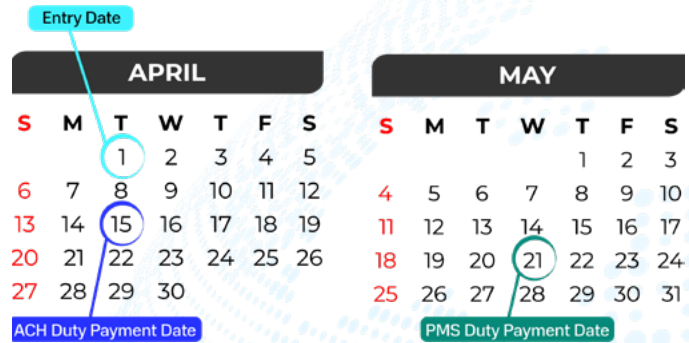 Entry Date
APRIL
S M T W T F S
1 2 3 4 5
6 7 8 9 10 11 12
13 14 15 16 17 18 19
20 21 22 23 24 25 26
27 28 29 30
ACH Duty Payment Date
MAY
S M T W T F S
1 2 3
4 5 6 7 8 9 10
11 12 13 14 15 16 17
18 19 20 21 22 23 24
25 26 27 28 29 30 31
PMS Duty Payment Date